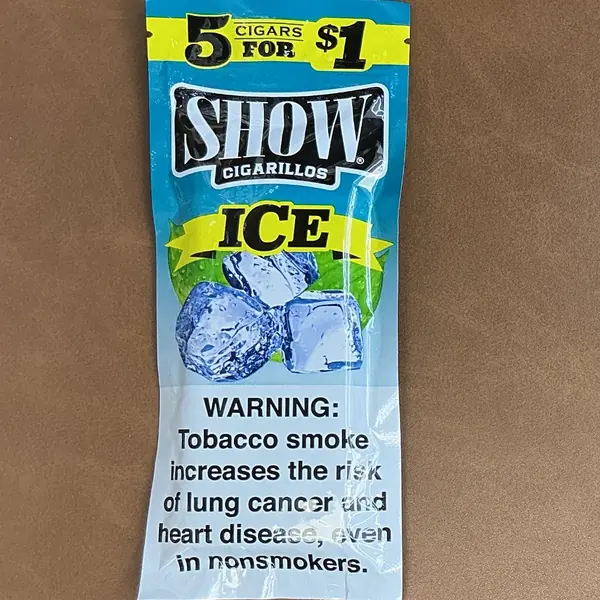 5 CIGARS FOR $1
SHOW®
CIGARILLOS
ICE
WARNING:
Tobacco smoke
increases the risk
of lung cancer and
heart disease, even
in nonsmokers.